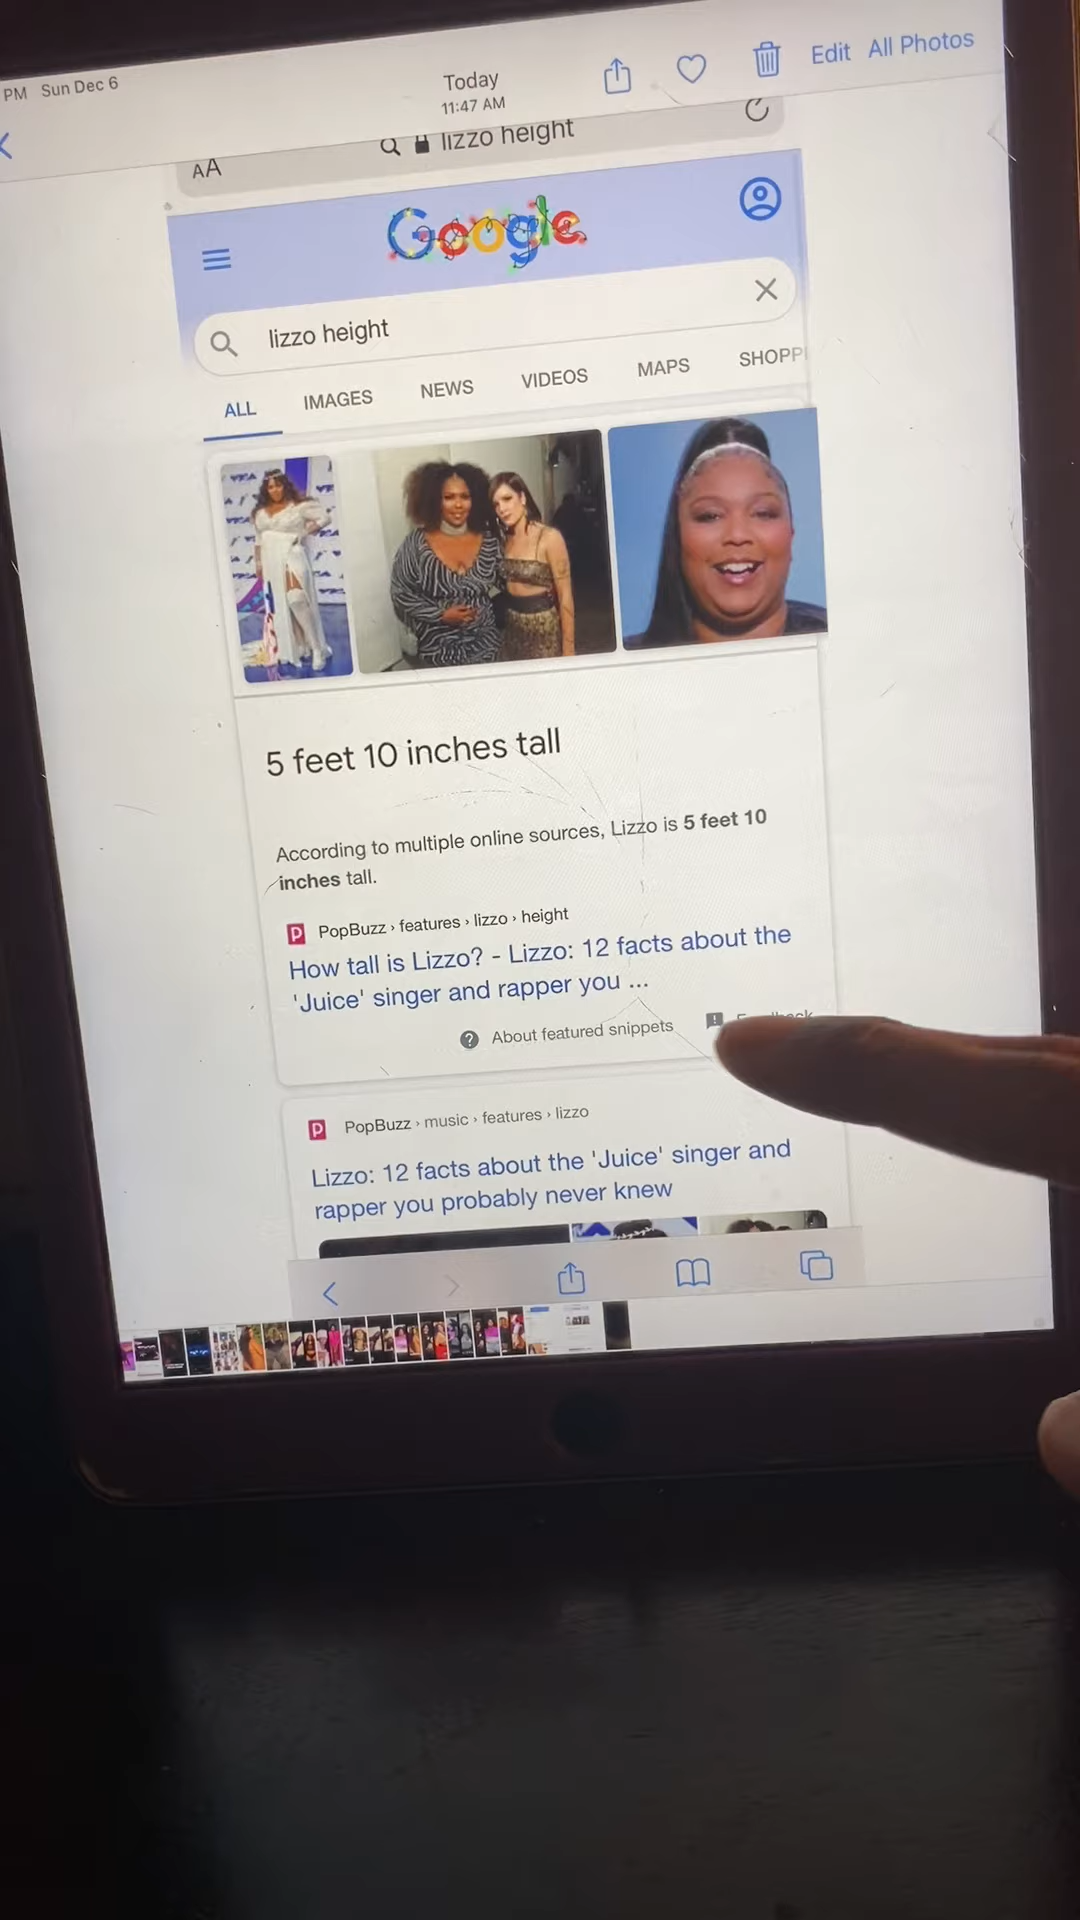 PM Sun Dec 6
Today
11:47 AM
Edit All Photos
AA lizzo height
Google
lizzo height
ALL IMAGES NEWS VIDEOS MAPS SHOPP
5 feet 10 inches tall
According to multiple online sources, Lizzo is 5 feet 10
inches tall.
PopBuzz › features › lizzo › height
How tall is Lizzo? - Lizzo: 12 facts about the
'Juice' singer and rapper you ...
About featured snippets
PopBuzz › music › features › lizzo
Lizzo: 12 facts about the 'Juice' singer and
rapper you probably never knew